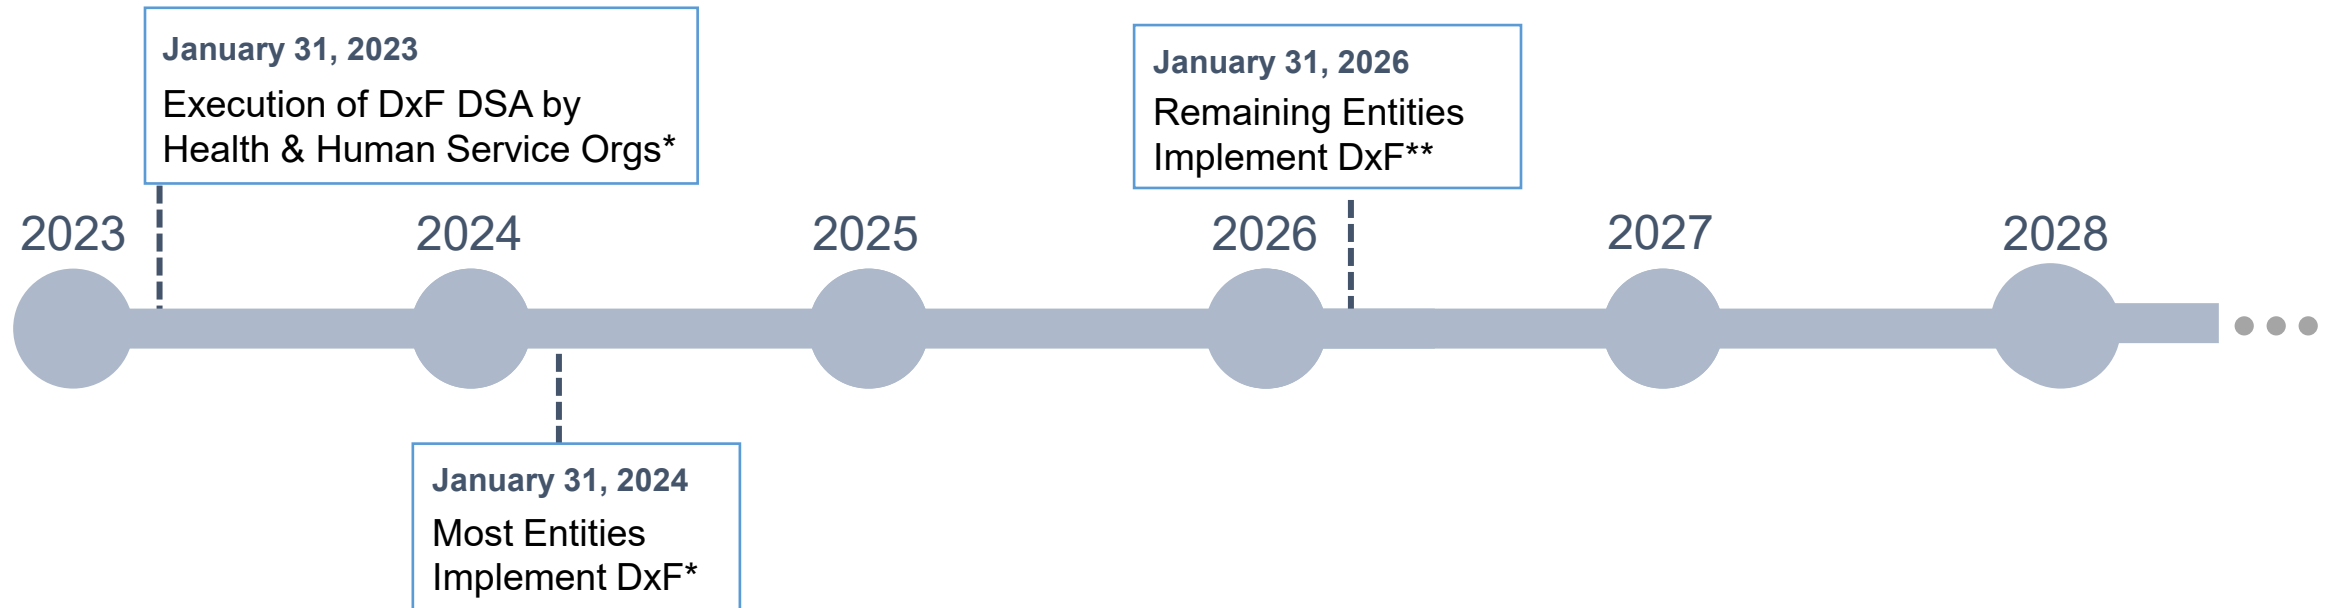 January 31, 2023
Execution of DxF DSA by
Health & Human Service Orgs*
January 31, 2026
Remaining Entities
Implement DxF**
2023
2024
2025
2026
2027
2028
January 31, 2024
Most Entities
Implement DxF*